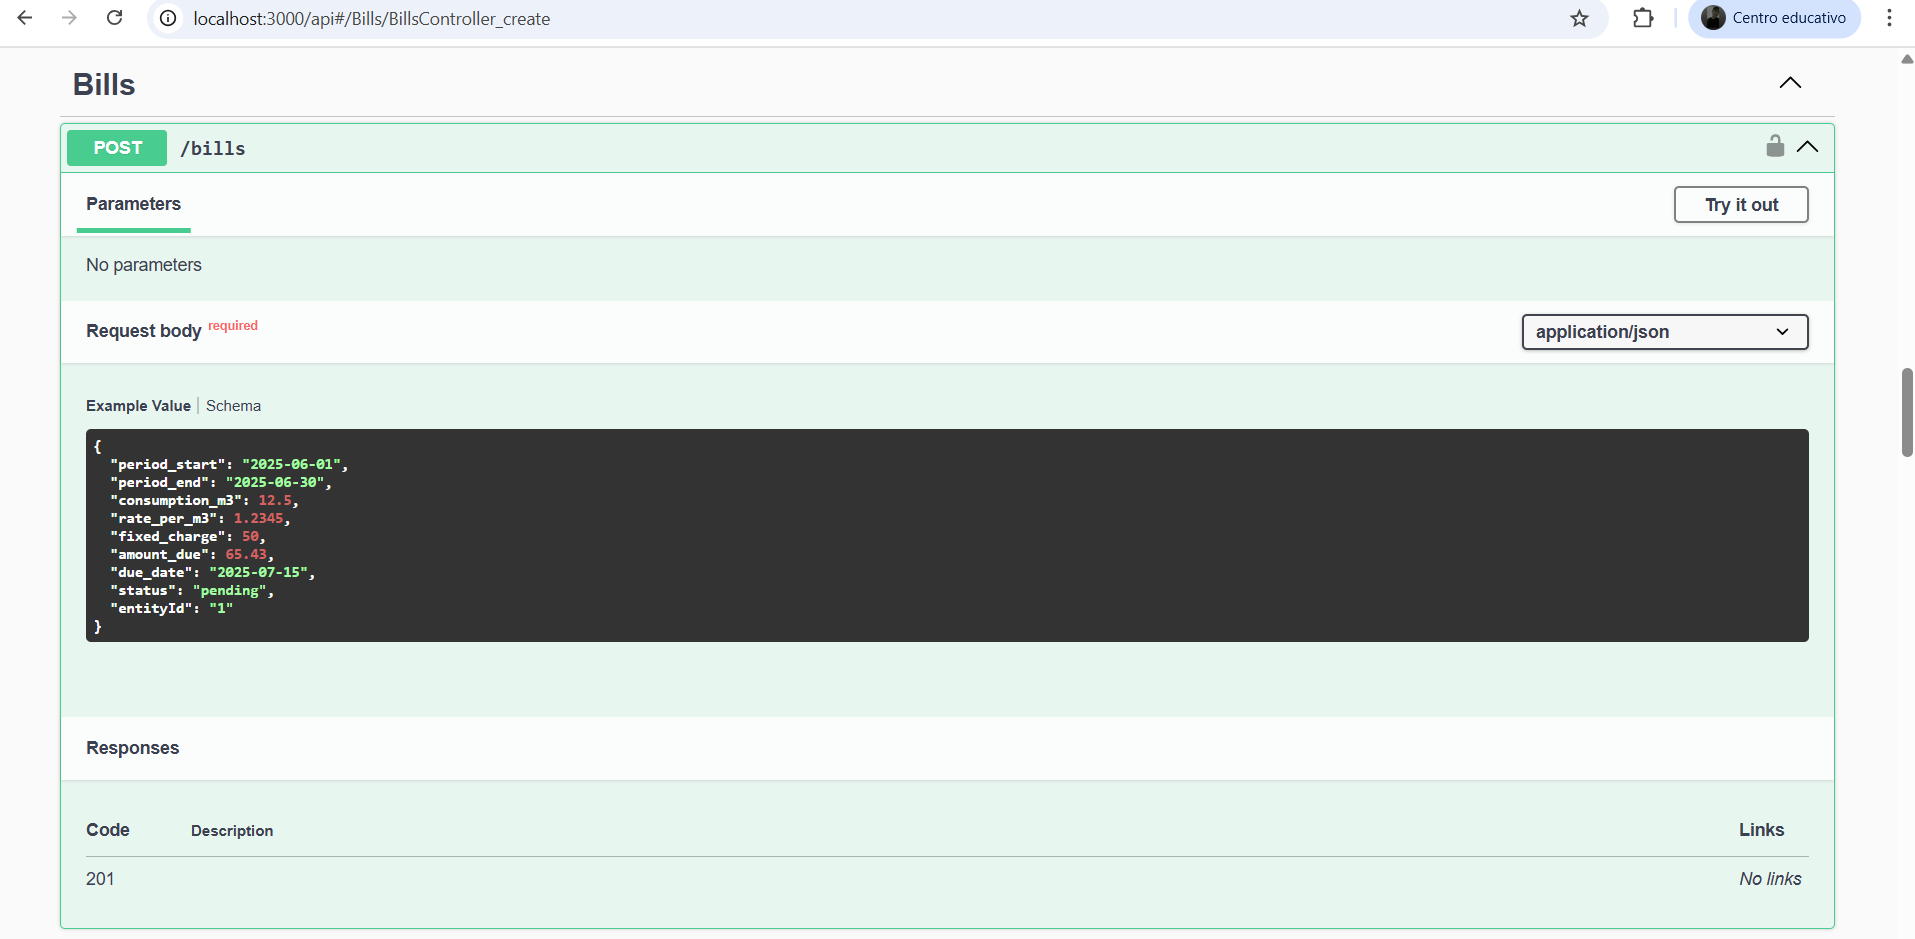 localhost:3000/api#/Bills/BillsController_create
Centro educativo
Bills
POST /bills
Parameters
Try it out
No parameters
Request body required
application/json
Example Value Schema
{
  "period_start": "2025-06-01",
  "period_end": "2025-06-30",
  "consumption_m3": 12.5,
  "rate_per_m3": 1.2345,
  "fixed_charge": 50,
  "amount_due": 65.43,
  "due_date": "2025-07-15",
  "status": "pending",
  "entityId": "1"
}
Responses
Code Description Links
201 No links